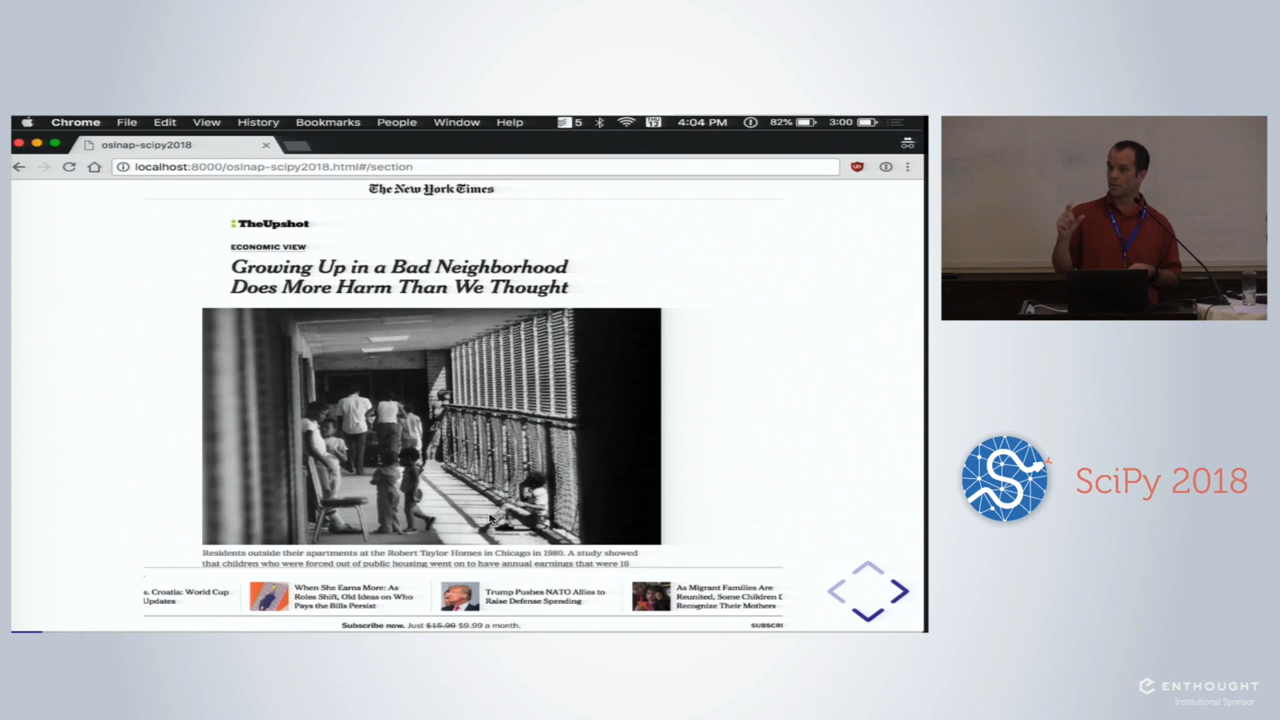 Chrome File Edit View History Bookmarks People Window Help 5 4:04 PM 82% 3:00
oslnap-scipy2018
localhost:8000/oslnap-scipy2018.html#/section
The New York Times
TheUpshot
ECONOMIC VIEW
Growing Up in a Bad Neighborhood
Does More Harm Than We Thought
Residents outside their apartments at the Robert Taylor Homes in Chicago in 1980. A study showed
that children who were forced out of public housing went on to have annual earnings that were 16
s. Croatia: World Cup
Updates
When She Earns More: As
Roles Shift, Old Ideas on Who
Pays the Bills Persist
Trump Pushes NATO Allies to
Raise Defense Spending
As Migrant Families Are
Reunited, Some Children D
Recognize Their Mothers
Subscribe now. Just $15.99 $9.99 a month.
SUBSCRI
SciPy 2018
ENTHOUGHT
Institutional Sponsor